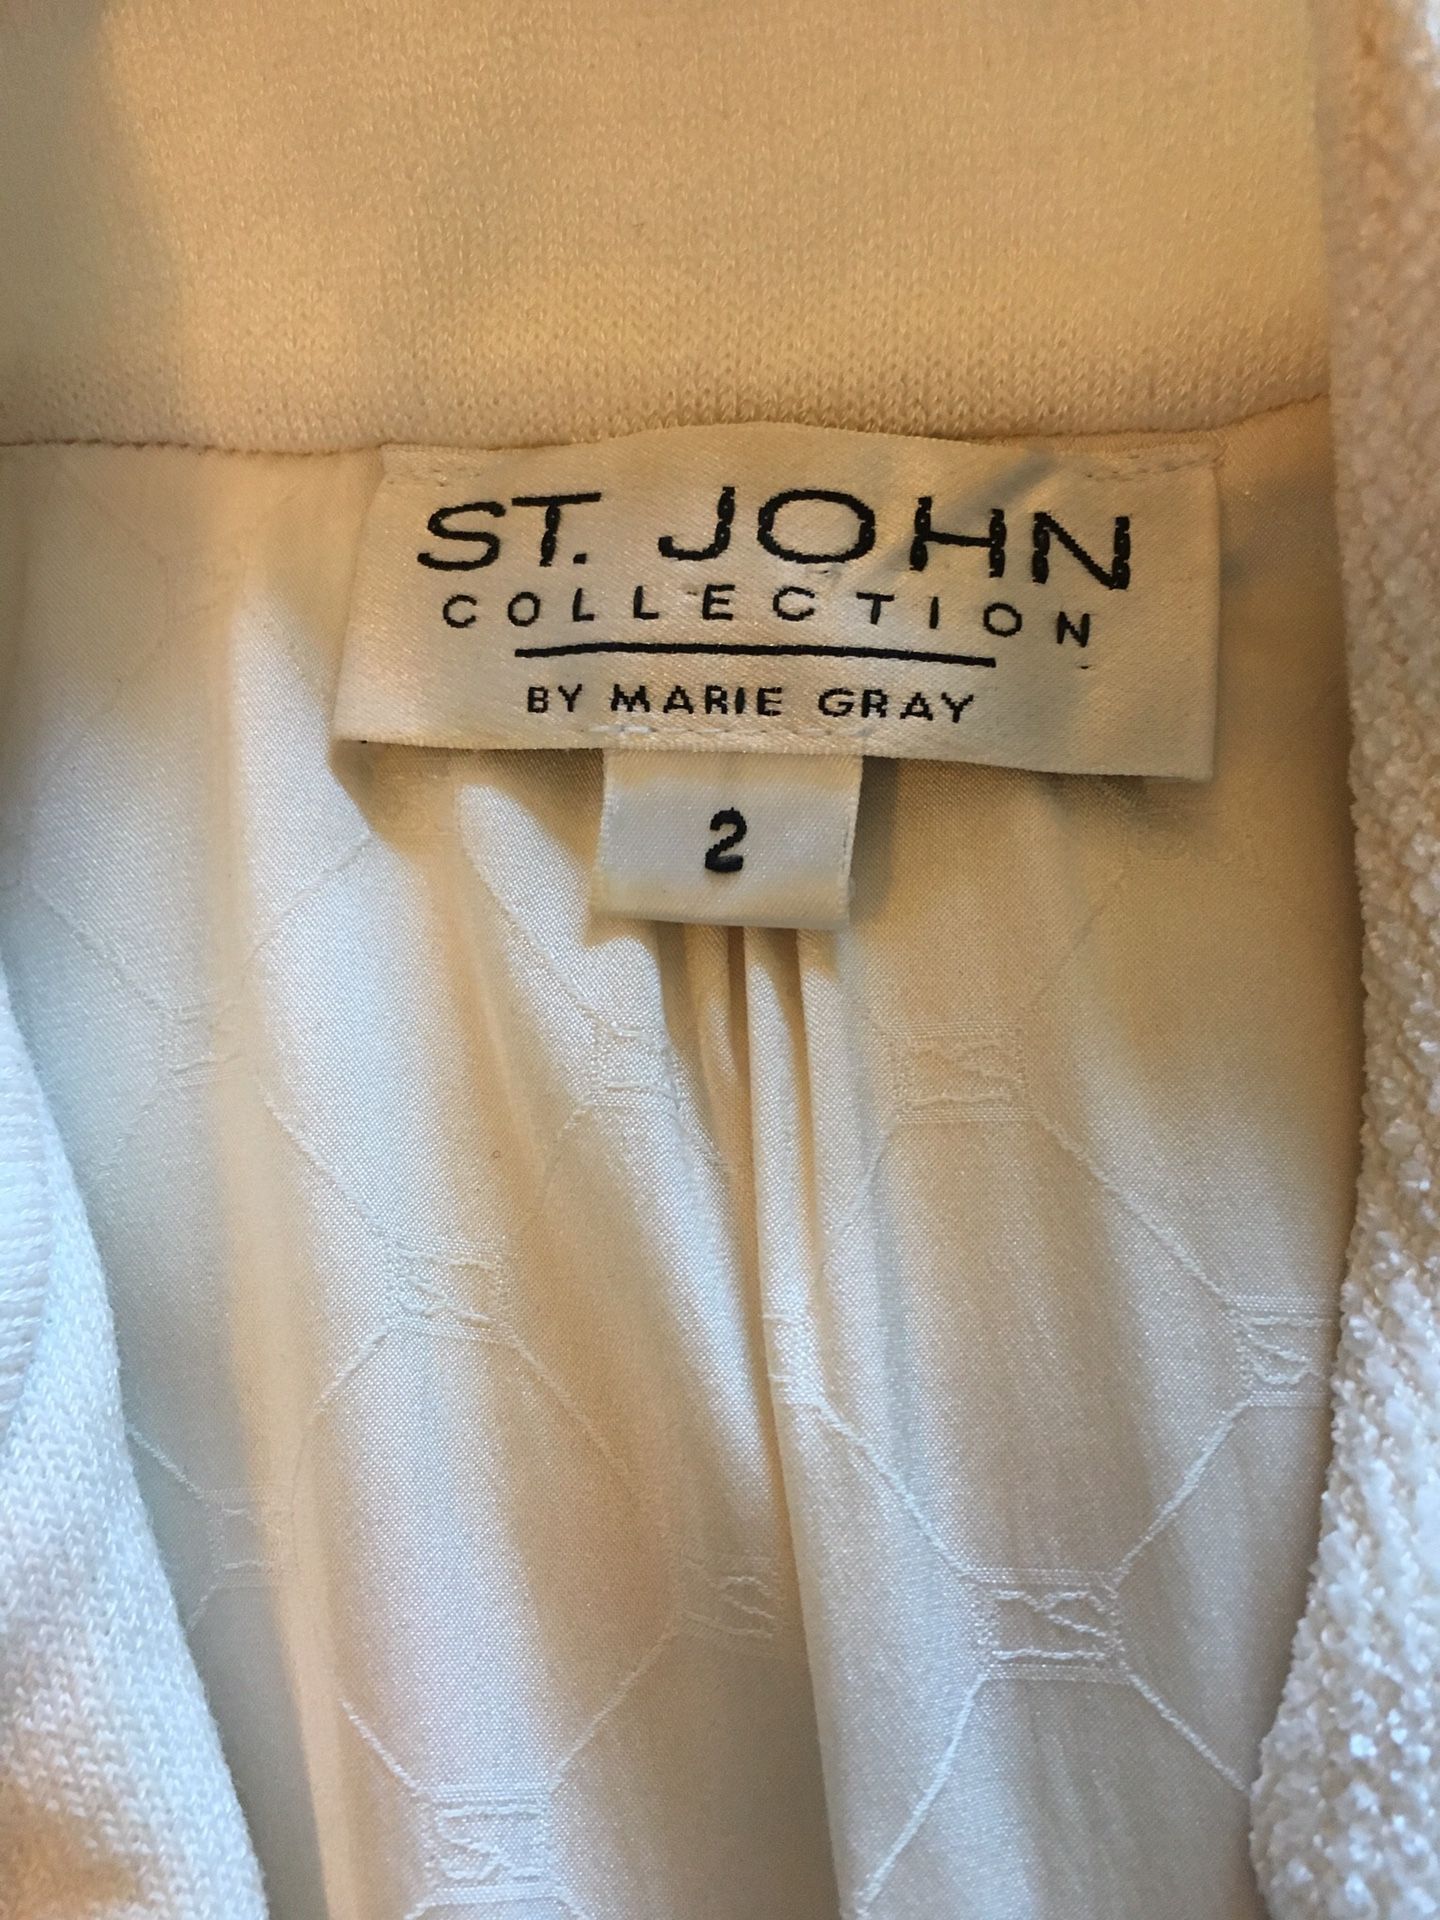 ST. JOHN
COLLECTION
BY MARIE GRAY
2